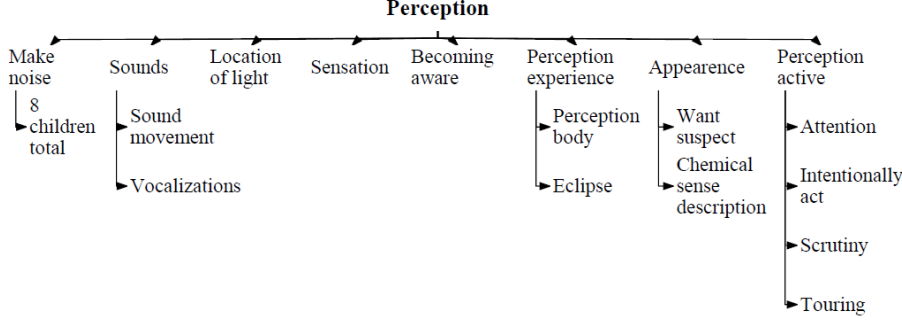 Perception
Make
noise
Sounds
Location
of light
Sensation
Becoming
aware
Perception
experience
Appearence
Perception
active
8
children
total
Sound
movement
Vocalizations
Perception
body
Eclipse
Want
suspect
Chemical
sense
description
Attention
Intentionally
act
Scrutiny
Touring